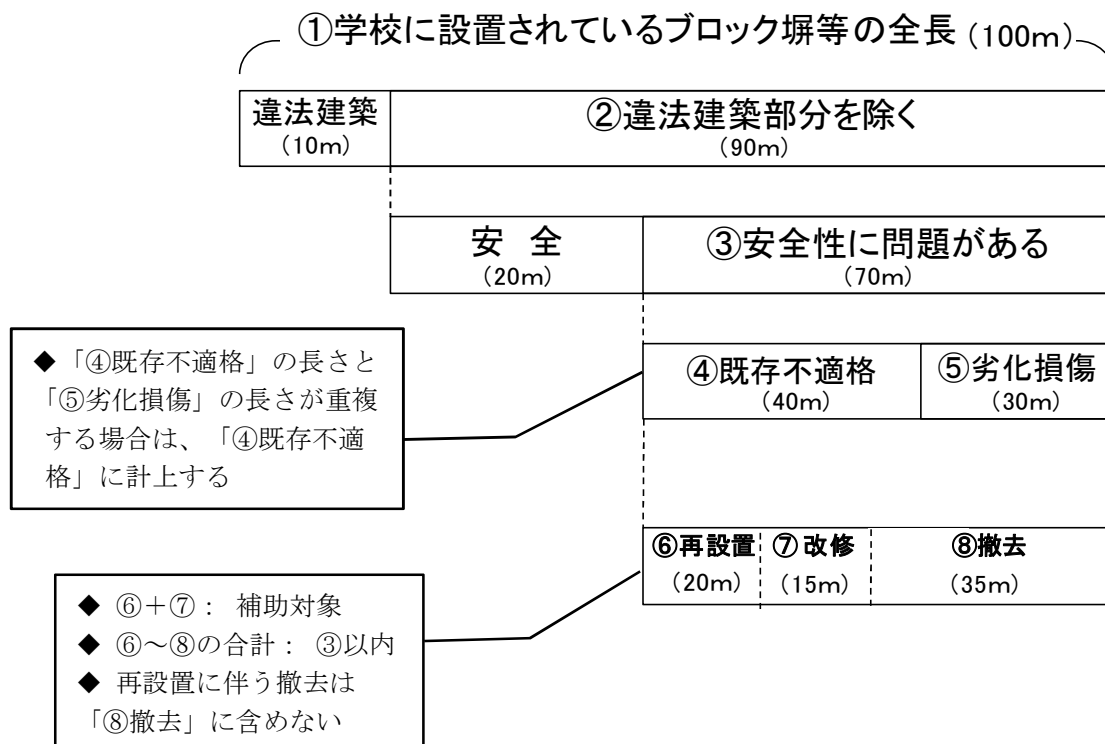 ①学校に設置されているブロック塀等の全長(100m)
違法建築
(10m)
②違法建築部分を除く
(90m)
安 全
(20m)
③安全性に問題がある
(70m)
◆「④既存不適格」の長さと
「⑤劣化損傷」の長さが重複
する場合は、「④既存不適
格」に計上する
④既存不適格
(40m)
⑤劣化損傷
(30m)
⑥再設置
(20m)
⑦改修
(15m)
⑧撤去
(35m)
◆ ⑥+⑦: 補助対象
◆ ⑥~⑧の合計: ③以内
◆ 再設置に伴う撤去は
「⑧撤去」に含めない